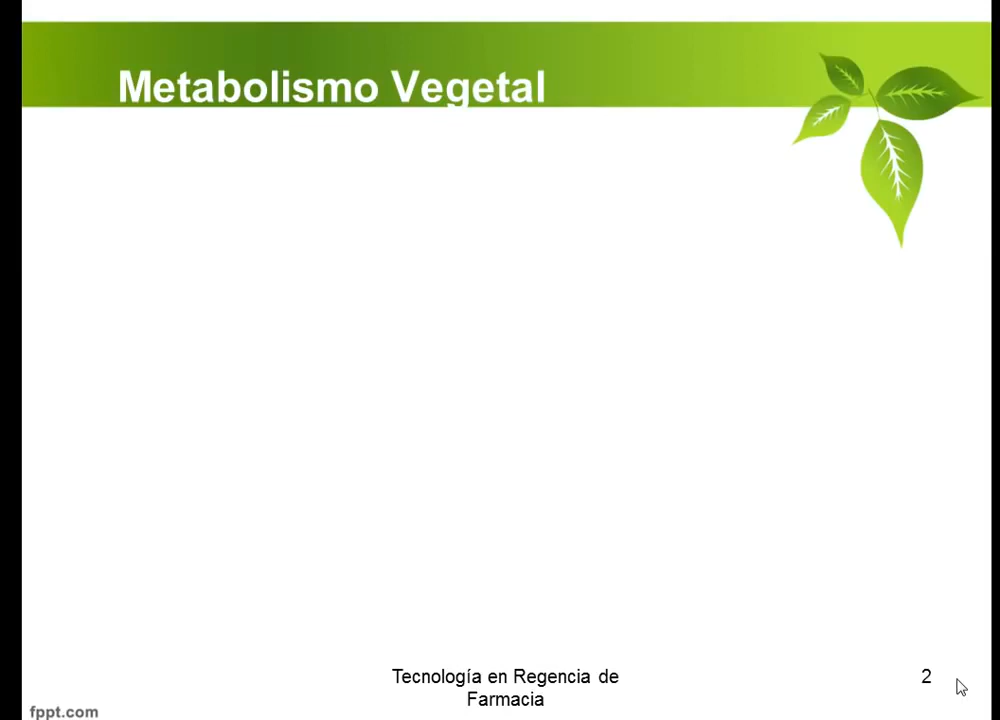 Metabolismo Vegetal
Tecnología en Regencia de
Farmacia
2
fppt.com